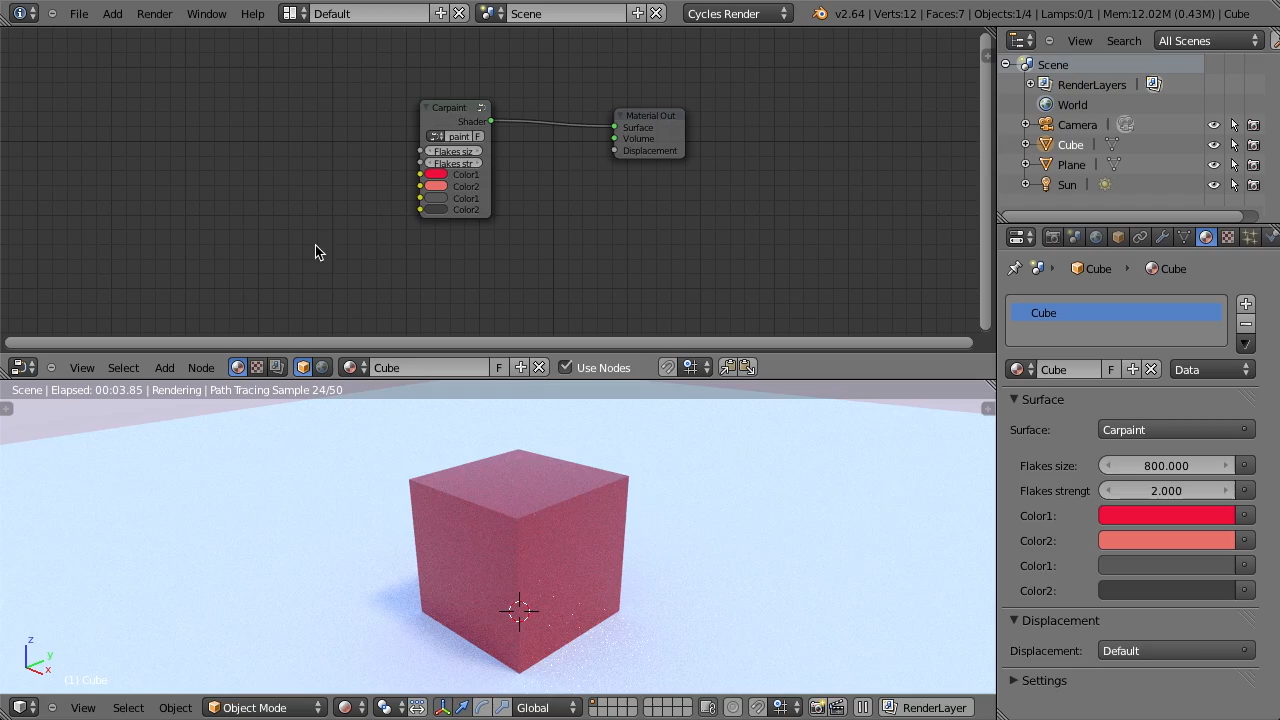 File Add Render Window Help Default Scene Cycles Render v2.64 | Verts:12 | Faces:7 | Objects:1/4 | Lamps:0/1 | Mem:12.02M (0.43M) | Cube
View Search All Scenes
Scene
RenderLayers
World
Camera
Cube
Plane
Sun
Carpaint
Shader
paint F
Flakes siz
Flakes str
Color1
Color2
Color1
Color2
Material Out
Surface
Volume
Displacement
View Select Add Node Cube F Use Nodes
Scene | Elapsed: 00:03.85 | Rendering | Path Tracing Sample 24/50
z
y
x
(1) Cube
View Select Object Object Mode Global RenderLayer
Cube Cube
Cube
Cube F Data
Surface
Surface: Carpaint
Flakes size: 800.000
Flakes strengt 2.000
Color1:
Color2:
Color1:
Color2:
Displacement
Displacement: Default
Settings